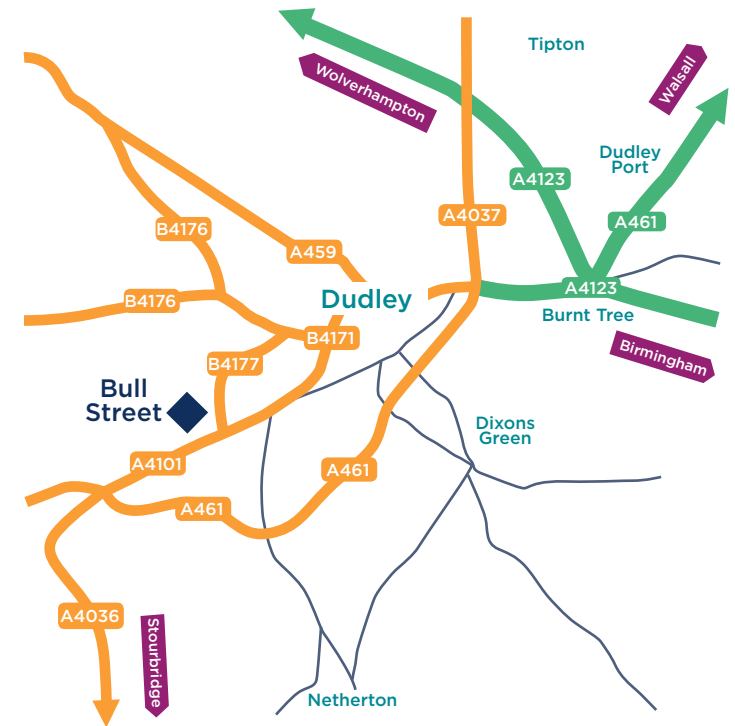 Tipton
Wolverhampton
Walsall
Dudley
Port
A4123
A4037
A461
B4176
A459
A4123
B4176
Dudley
Burnt Tree
B4171
Birmingham
B4177
Bull
Street
Dixons
Green
A4101
A461
A461
A4036
Stourbridge
Netherton